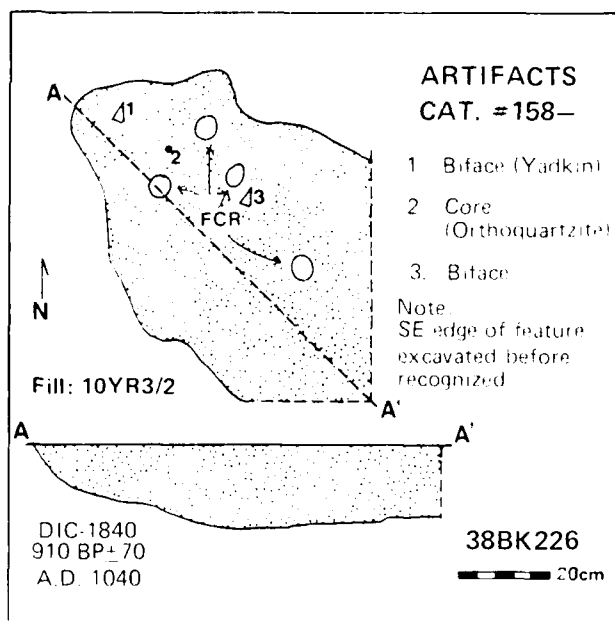 ARTIFACTS
CAT. #158–
1 Biface (Yadkin)
2 Core
(Orthoquartzite)
3. Biface
Note:
SE edge of feature
excavated before
recognized
A
1
2
3
FCR
N
Fill: 10YR3/2
A'
A
A'
DIC-1840
910 BP±70
A.D. 1040
38BK226
20cm